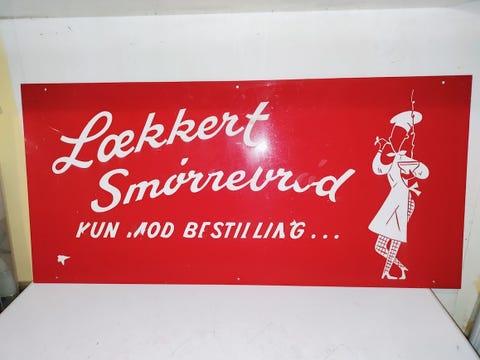 Lækkert
Smørrebrød
KUN MOD BESTILLING...